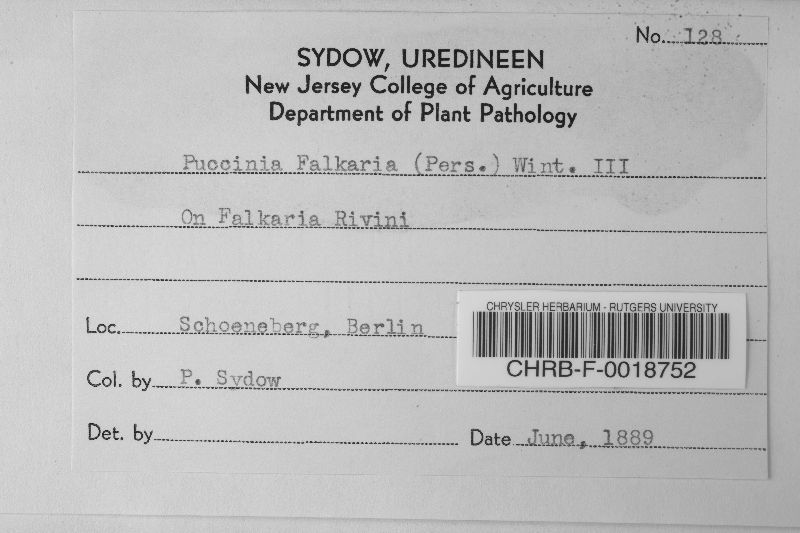 No. 128
SYDOW, UREDINEEN
New Jersey College of Agriculture
Department of Plant Pathology
Puccinia Falkaria (Pers.) Wint. III
On Falkaria Rivini
Loc. Schoeneberg, Berlin
CHRYSLER HERBARIUM - RUTGERS UNIVERSITY
CHRB-F-0018752
Col. by P. Sydow
Det. by
Date June, 1889